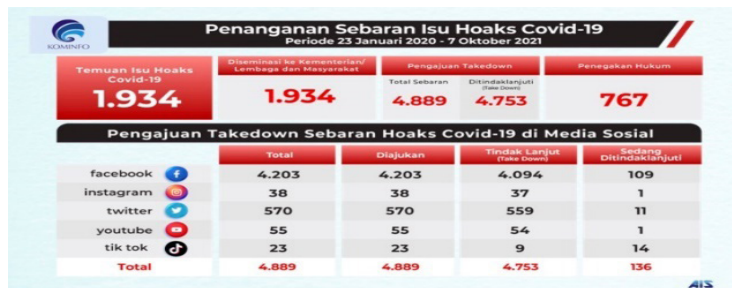 KOMINFO
Penanganan Sebaran Isu Hoaks Covid-19
Periode 23 Januari 2020 - 7 Oktober 2021
Temuan Isu Hoaks
Covid-19
1.934
Diseminasi ke Kementerian/
Lembaga dan Masyarakat
1.934
Pengajuan Takedown
Total Sebaran
4.889
Ditindaklanjuti
(Take Down)
4.753
Penegakan Hukum
767
Pengajuan Takedown Sebaran Hoaks Covid-19 di Media Sosial
Total Diajukan Tindak Lanjut (Take Down) Sedang Ditindaklanjuti
facebook 4.203 4.203 4.094 109
instagram 38 38 37 1
twitter 570 570 559 11
youtube 55 55 54 1
tik tok 23 23 9 14
Total 4.889 4.889 4.753 136
AIS